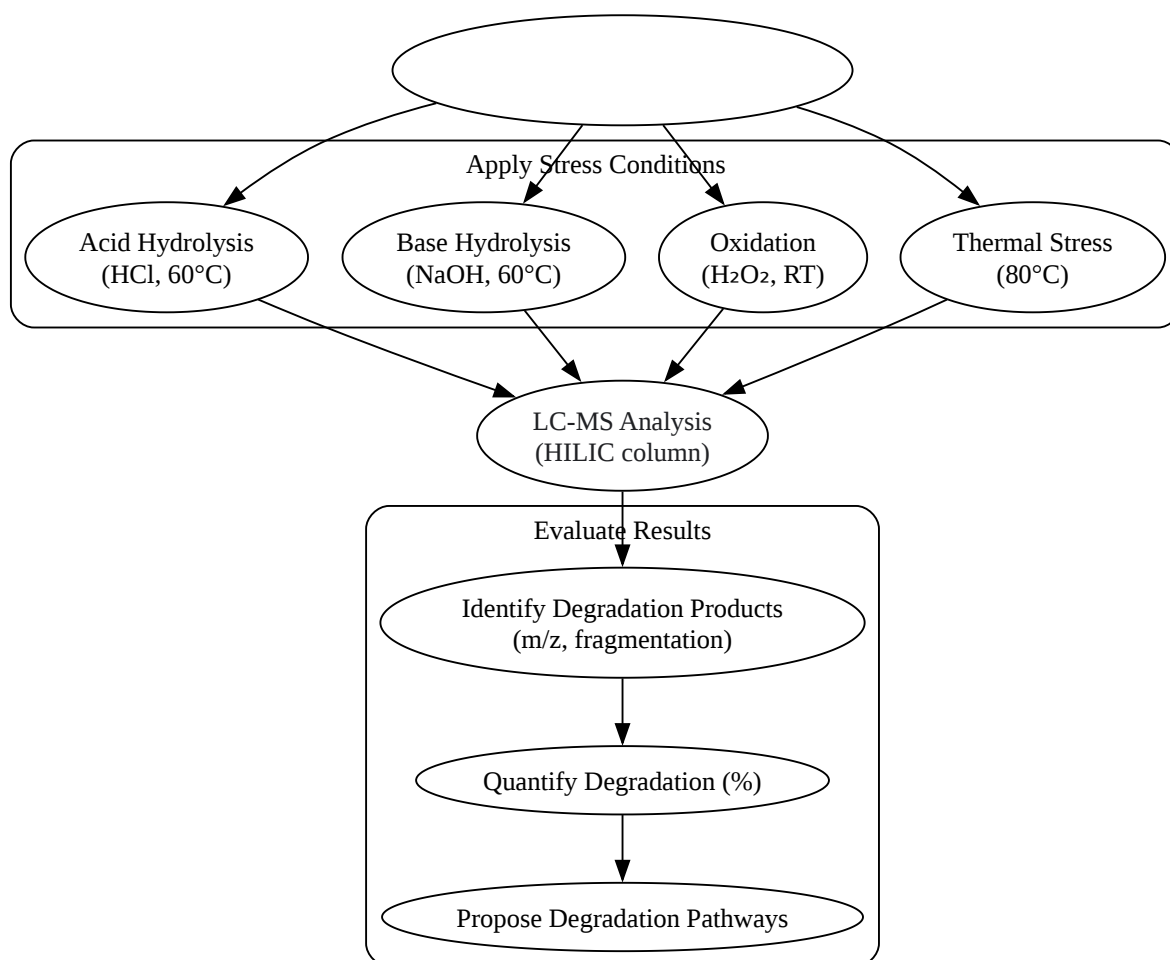 Apply Stress Conditions
Acid Hydrolysis
(HCl, 60°C)
Base Hydrolysis
(NaOH, 60°C)
Oxidation
(H₂O₂, RT)
Thermal Stress
(80°C)
LC-MS Analysis
(HILIC column)
Evaluate Results
Identify Degradation Products
(m/z, fragmentation)
Quantify Degradation (%)
Propose Degradation Pathways